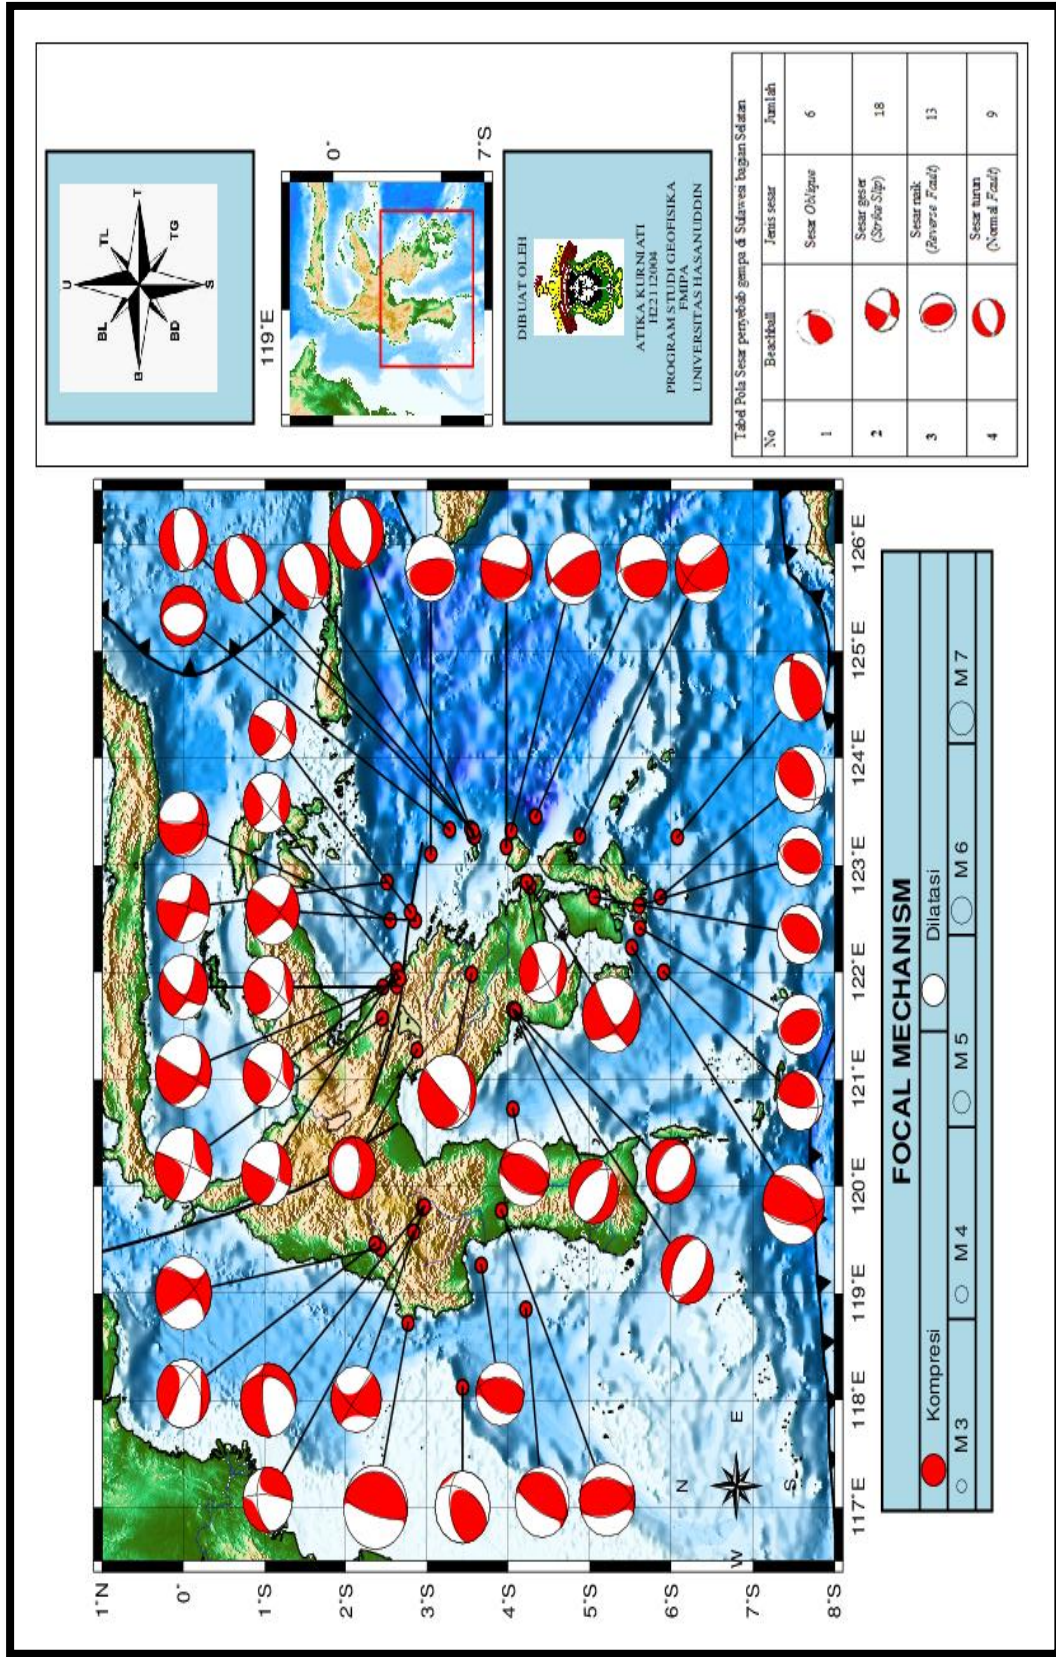 1°N
0°
1°S
2°S
3°S
4°S
5°S
6°S
7°S
8°S
117°E
118°E
119°E
120°E
121°E
122°E
123°E
124°E
125°E
126°E
N
W
E
S
FOCAL MECHANISM
Kompresi
Dilatasi
M 3
M 4
M 5
M 6
M 7
U
TL
T
TG
S
BD
B
BL
119°E
0°
7°S
DIBUAT OLEH
ATIKA KURNIATI
H22112004
PROGRAM STUDI GEOFISIKA
FMIPA
UNIVERSITAS HASANUDDIN
Tabel Pola Sesar penyebab gempa di Sulawesi bagian Selatan
No Beachball Jenis sesar Jumlah
1 Sesar Oblique 6
2 Sesar geser (Strike Slip) 18
3 Sesar naik (Reverse Fault) 13
4 Sesar turun (Normal Fault) 9